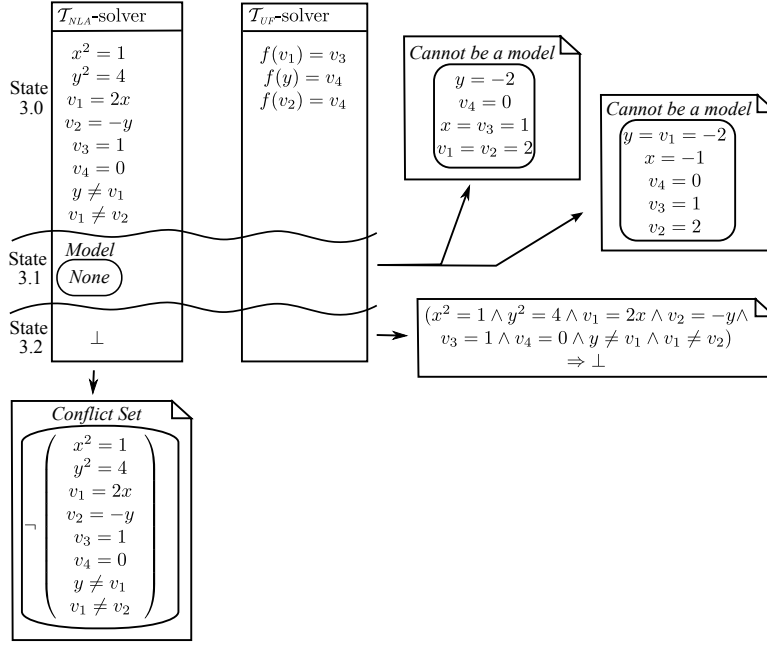 𝒯_NLA-solver
x² = 1
y² = 4
v₁ = 2x
v₂ = −y
v₃ = 1
v₄ = 0
y ≠ v₁
v₁ ≠ v₂
State
3.0
𝒯_UF-solver
f(v₁) = v₃
f(y) = v₄
f(v₂) = v₄
Cannot be a model
y = −2
v₄ = 0
x = v₃ = 1
v₁ = v₂ = 2
Cannot be a model
y = v₁ = −2
x = −1
v₄ = 0
v₃ = 1
v₂ = 2
State
3.1
Model
None
State
3.2
⊥
(x² = 1 ∧ y² = 4 ∧ v₁ = 2x ∧ v₂ = −y∧
v₃ = 1 ∧ v₄ = 0 ∧ y ≠ v₁ ∧ v₁ ≠ v₂)
⇒ ⊥
Conflict Set
¬
x² = 1
y² = 4
v₁ = 2x
v₂ = −y
v₃ = 1
v₄ = 0
y ≠ v₁
v₁ ≠ v₂